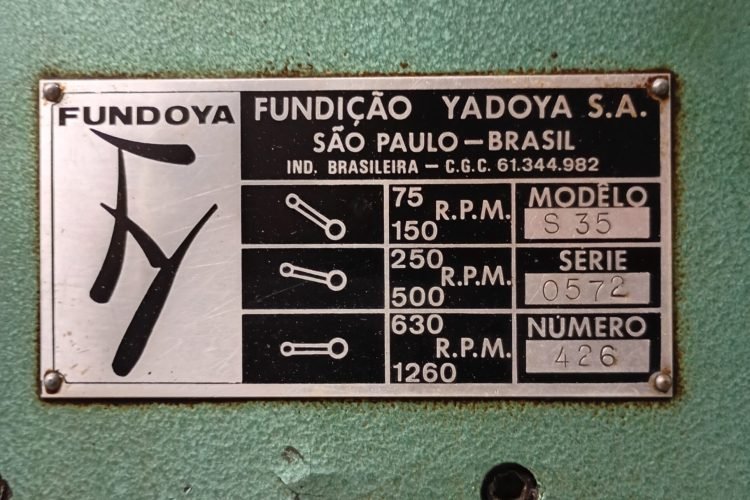 FUNDOYA
FUNDIÇÃO YADOYA S.A.
SÃO PAULO – BRASIL
IND. BRASILEIRA – C.G.C. 61.344.982
75
150 R.P.M.
MODÊLO
S 35
250
500 R.P.M.
SÉRIE
0572
630
1260 R.P.M.
NÚMERO
426